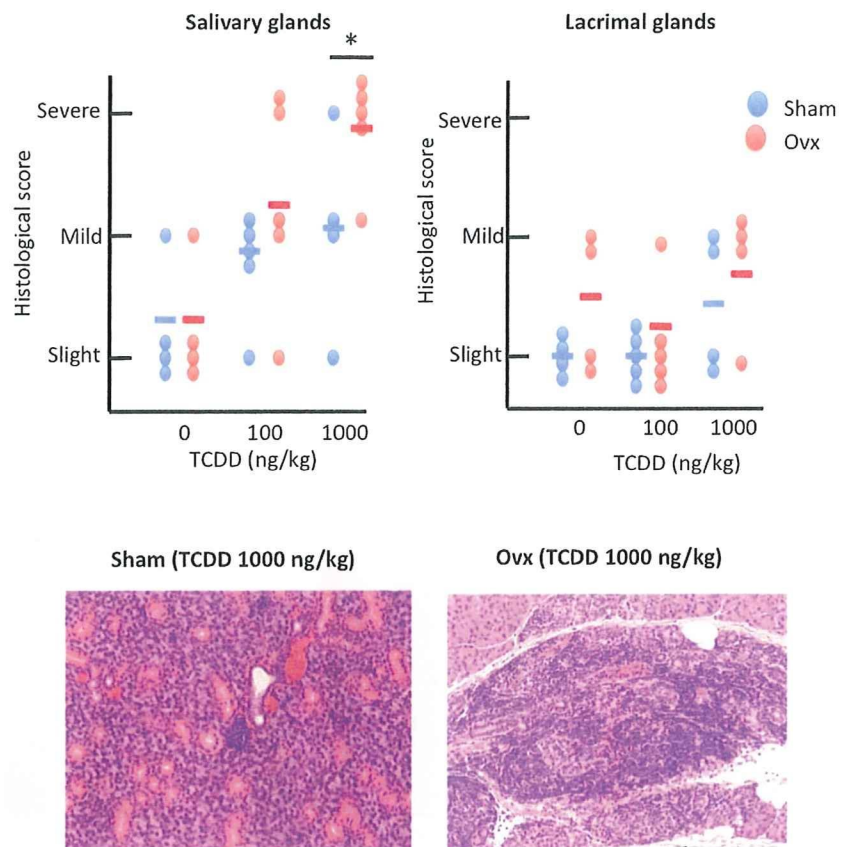 Salivary glands
*
Severe
Mild
Slight
Histological score
0 100 1000
TCDD (ng/kg)
Lacrimal glands
Severe
Mild
Slight
Histological score
0 100 1000
TCDD (ng/kg)
Sham
Ovx
Sham (TCDD 1000 ng/kg)
Ovx (TCDD 1000 ng/kg)